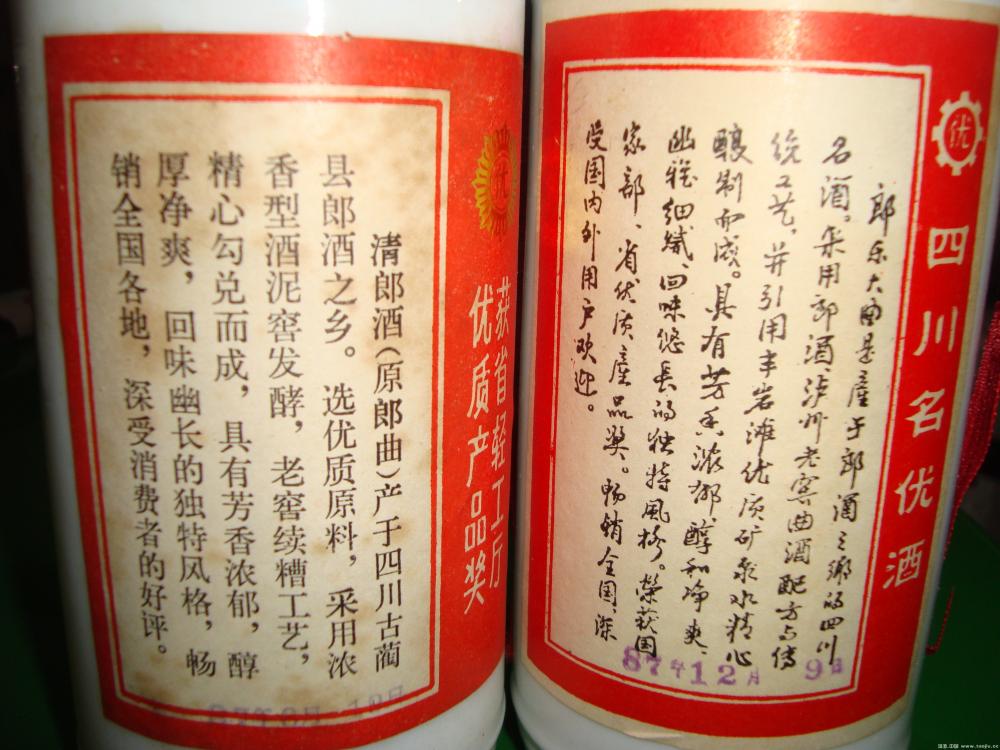 清郎酒(原郎曲)产于四川古蔺
县郎酒之乡。选优质原料,采用浓
香型酒泥窖发酵,老窖续糟工艺,
精心勾兑而成,具有芳香浓郁,醇
厚净爽,回味幽长的独特风格,畅
销全国各地,深受消费者的好评。
获省轻工厅
优质产品奖
优
四川名优酒
郎乐大曲是產于郎酒之鄉的四川
名酒。采用郎酒、泸州老窖曲酒配方与传
统工艺,并引用丰岩滩优质矿泉水精心
釀制而成。具有芳香浓郁、醇和净爽、
幽雅细腻、回味悠長的独特風格。荣获国
家部、省优质產品奖。畅销全国、深
受国内外用户欢迎。
87年12月 9日